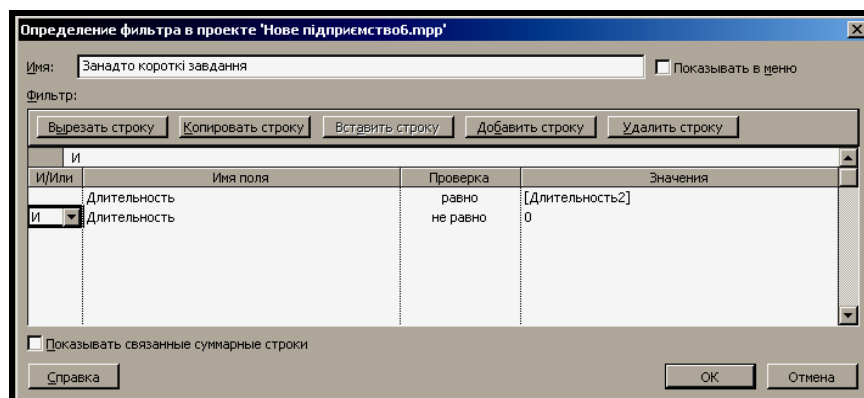 Определение фильтра в проекте 'Нове підприємство6.mpp'
Имя: Занадто короткі завдання Показывать в меню
Фильтр:
Вырезать строку Копировать строку Вставить строку Добавить строку Удалить строку
И
И/Или Имя поля Проверка Значения
Длительность равно [Длительность2]
И Длительность не равно 0
Показывать связанные суммарные строки
Справка ОК Отмена